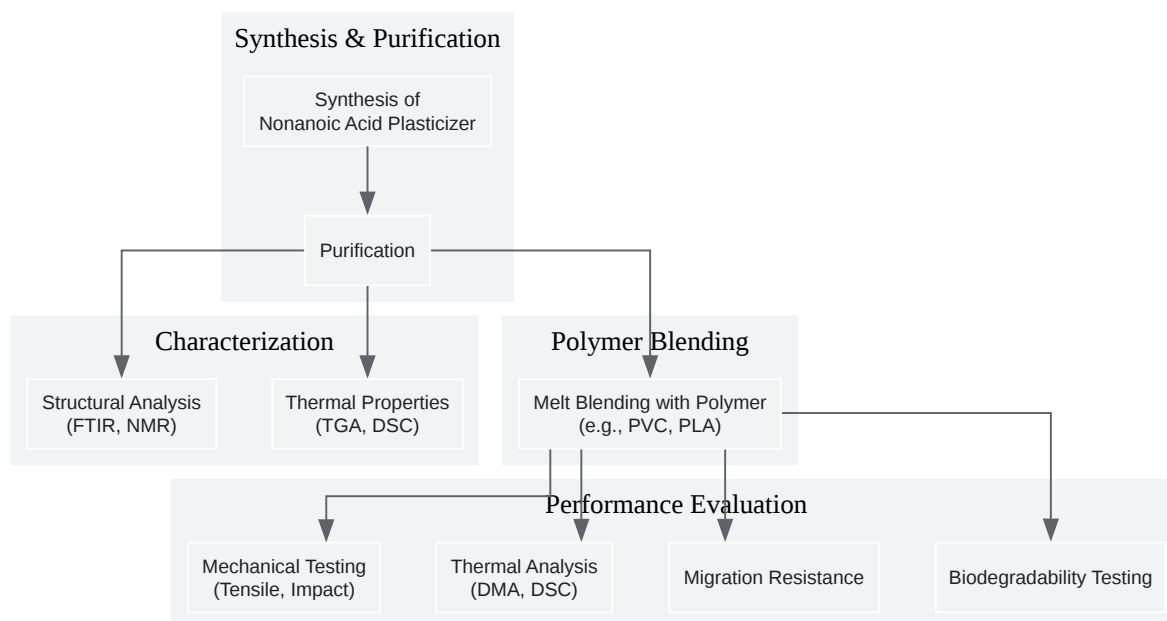 Synthesis & Purification
Synthesis of
Nonanoic Acid Plasticizer
Purification
Characterization
Polymer Blending
Structural Analysis
(FTIR, NMR)
Thermal Properties
(TGA, DSC)
Melt Blending with Polymer
(e.g., PVC, PLA)
Performance Evaluation
Mechanical Testing
(Tensile, Impact)
Thermal Analysis
(DMA, DSC)
Migration Resistance
Biodegradability Testing